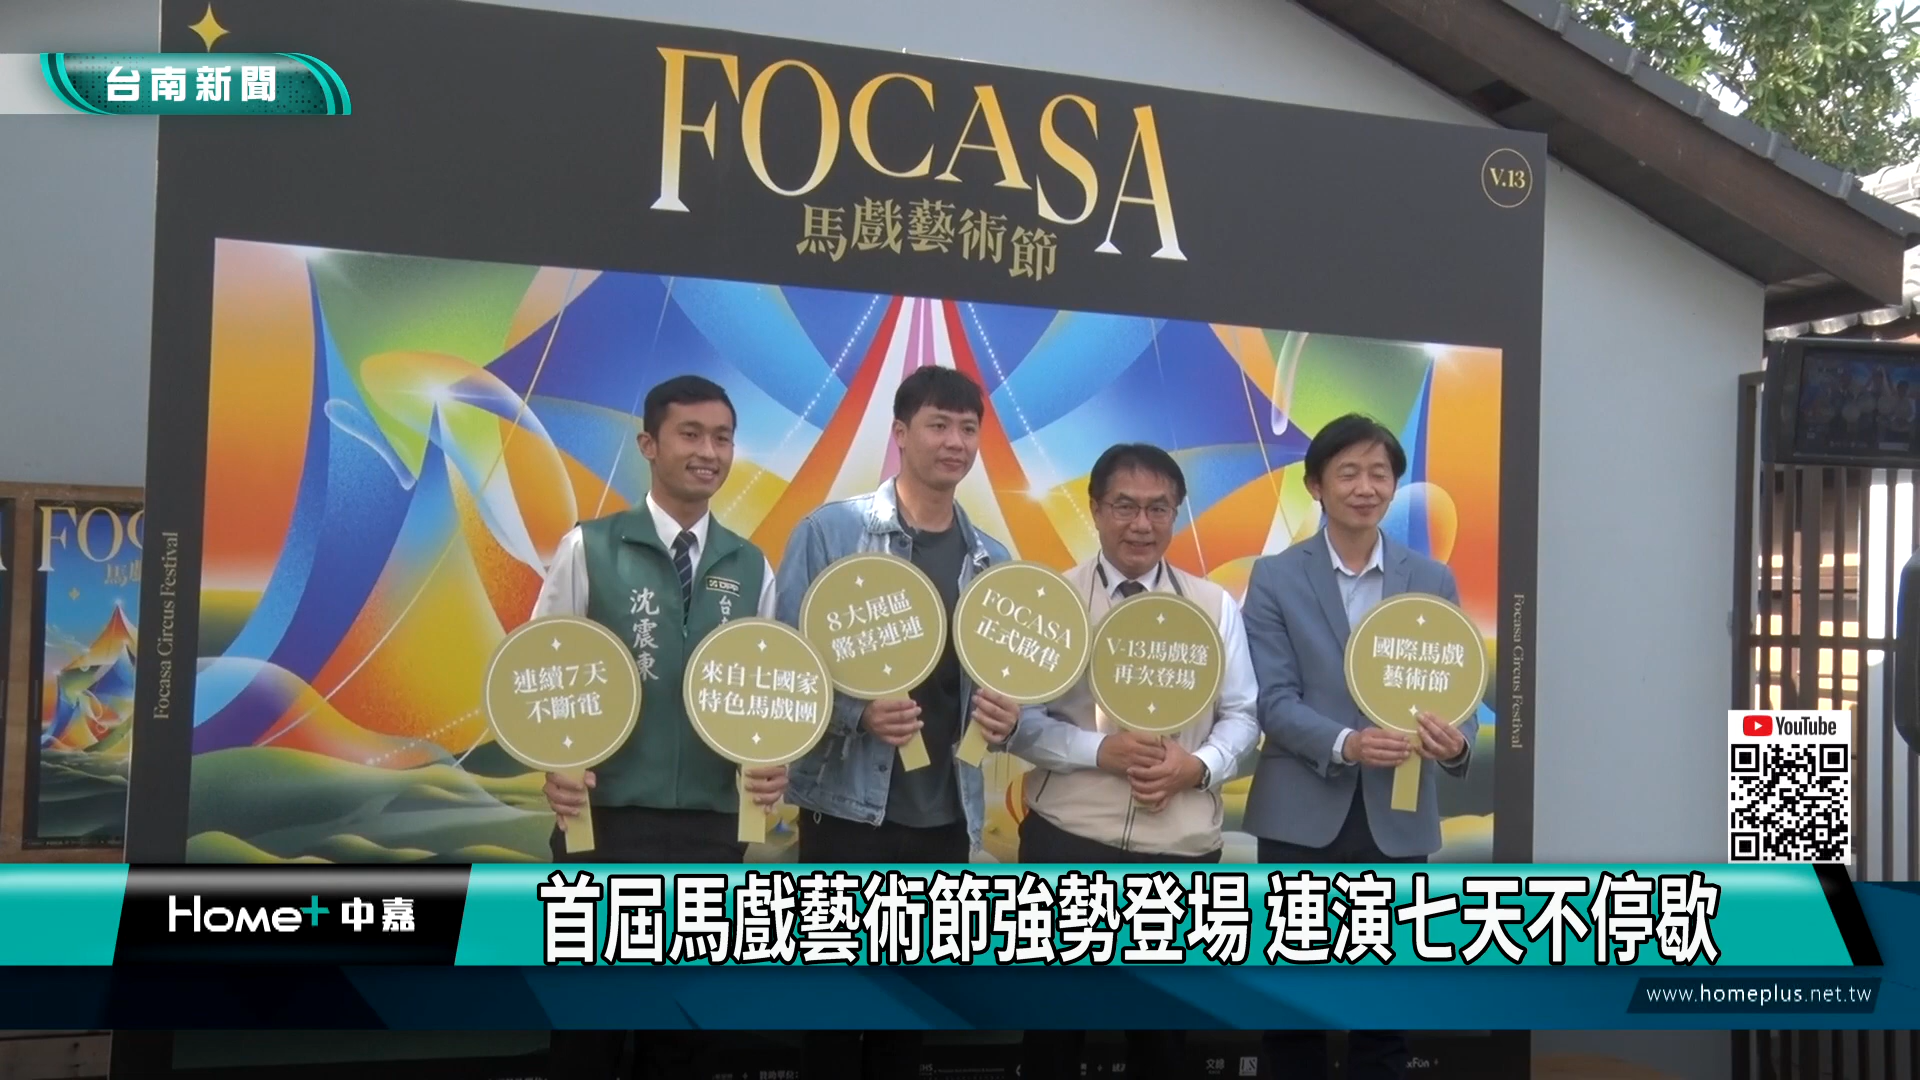 台南新聞
FOCASA
馬戲藝術節
V.13
Focasa Circus Festival
Focasa Circus Festival
FOC
沈震東
連續7天
不斷電
來自七國家
特色馬戲團
8大展區
驚喜連連
FOCASA
正式啟售
V-13馬戲篷
再次登場
國際馬戲
藝術節
YouTube
Home+中嘉
首屆馬戲藝術節強勢登場 連演七天不停歇
www.homeplus.net.tw